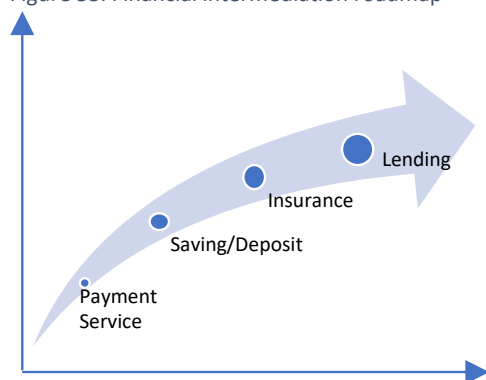 Figure Financial intermediation roadmap
Lending
Insurance
Saving/Deposit
Payment
Service